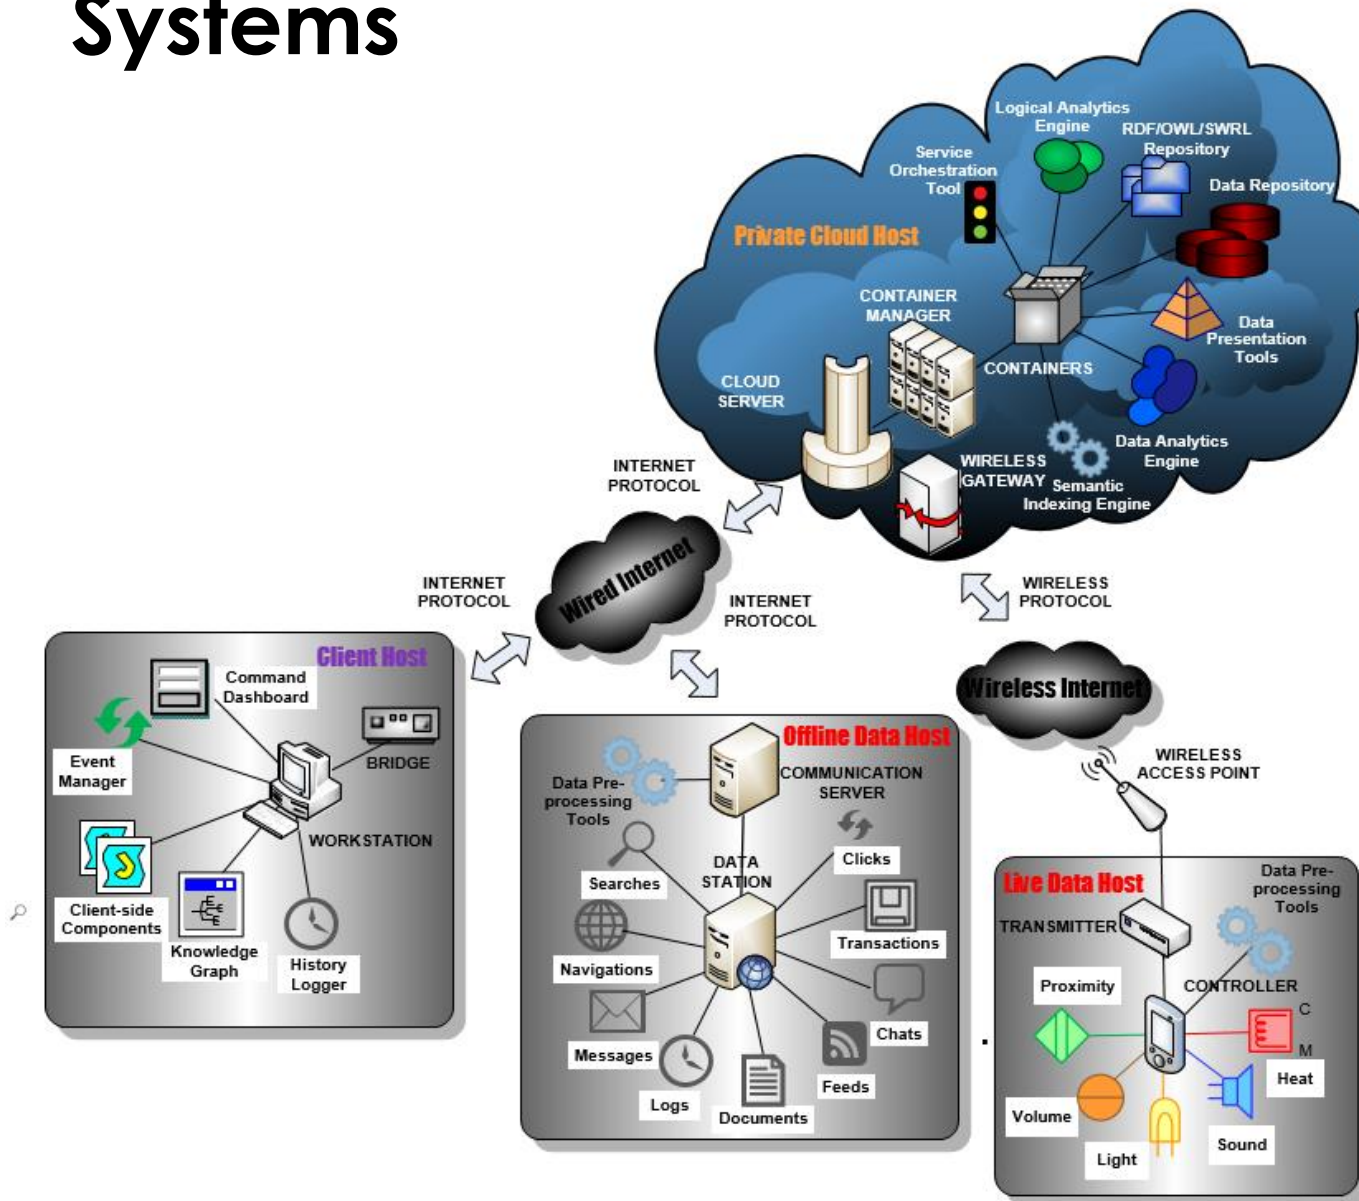 Systems
Logical Analytics
Engine
RDF/OWL/SWRL
Repository
Service
Orchestration
Tool
Data Repository
Private Cloud Host
CONTAINER
MANAGER
Data
Presentation
Tools
CONTAINERS
CLOUD
SERVER
Data Analytics
Engine
WIRELESS
GATEWAY
Semantic
Indexing Engine
INTERNET
PROTOCOL
Wired Internet
INTERNET
PROTOCOL
INTERNET
PROTOCOL
WIRELESS
PROTOCOL
Client Host
Command
Dashboard
Event
Manager
BRIDGE
WORKSTATION
Client-side
Components
Knowledge
Graph
History
Logger
Wireless Internet
WIRELESS
ACCESS POINT
Offline Data Host
Data Pre-
processing
Tools
COMMUNICATION
SERVER
Searches
DATA
STATION
Clicks
Navigations
Transactions
Messages
Chats
Logs
Documents
Feeds
Live Data Host
Data Pre-
processing
Tools
TRANSMITTER
Proximity
CONTROLLER
C
M
Heat
Volume
Light
Sound